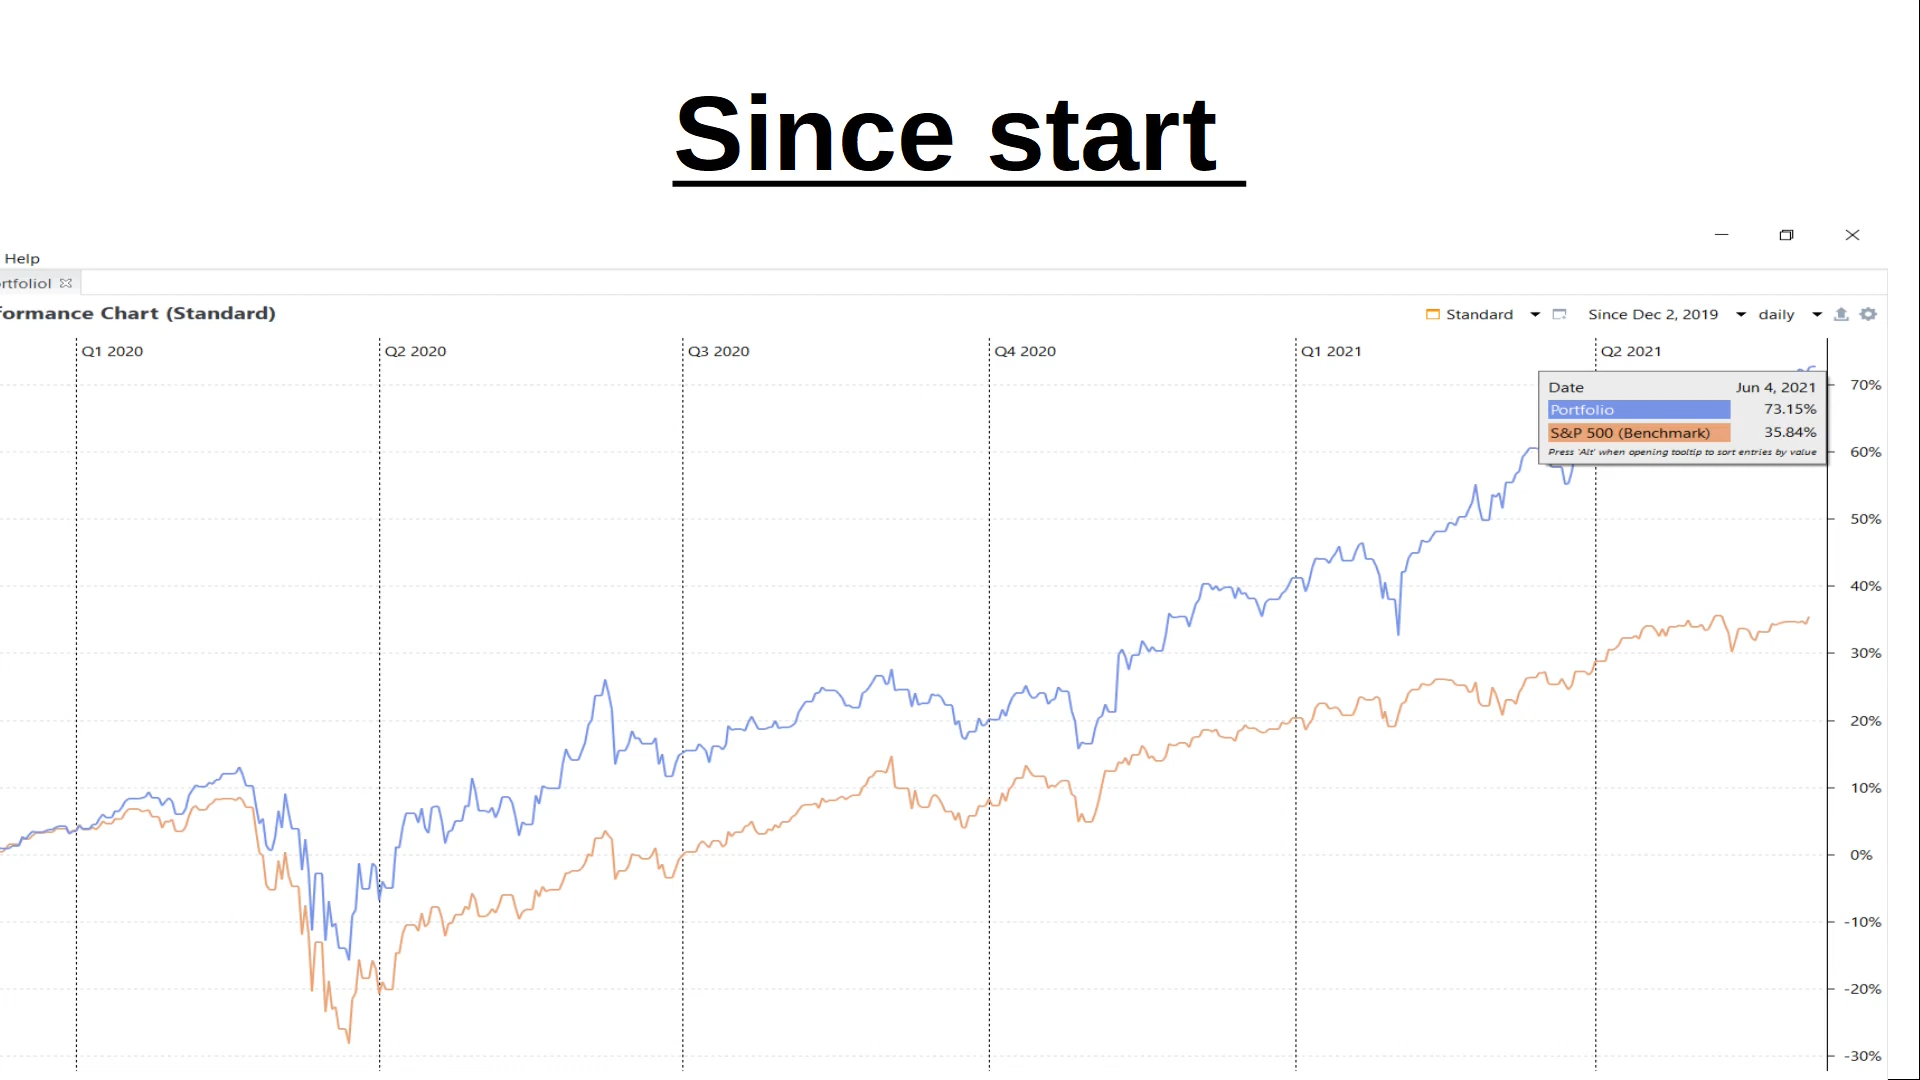 Since start
Help
rtfoliol
formance Chart (Standard)
Standard Since Dec 2, 2019 daily
Q1 2020 Q2 2020 Q3 2020 Q4 2020 Q1 2021 Q2 2021
Date Jun 4, 2021
Portfolio 73.15%
S&P 500 (Benchmark) 35.84%
Press 'Alt' when opening tooltip to sort entries by value
70%
60%
50%
40%
30%
20%
10%
0%
-10%
-20%
-30%